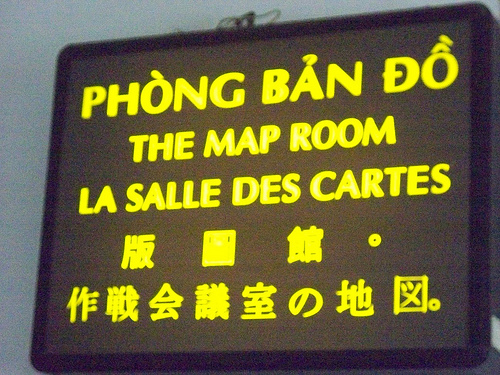 PHÒNG BẢN ĐỒ
THE MAP ROOM
LA SALLE DES CARTES
版圖館。
作戦会議室の地図。